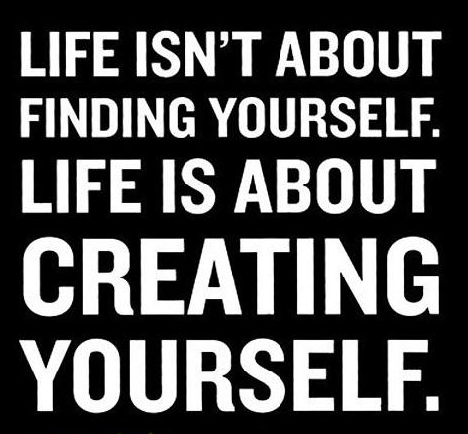 LIFE ISN'T ABOUT
FINDING YOURSELF.
LIFE IS ABOUT
CREATING
YOURSELF.